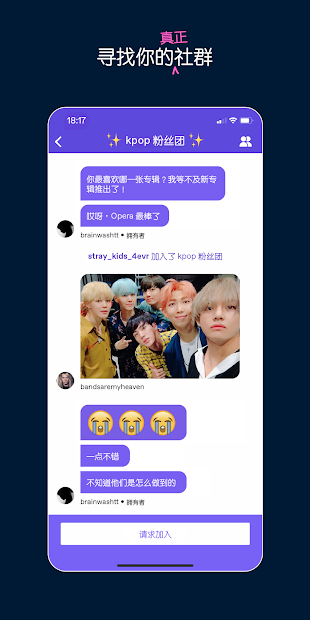 真正
寻找你的社群
18:17
✨ kpop 粉丝团 ✨
你最喜欢哪一张专辑？我等不及新专
辑推出了！
哎呀，Opera 最棒了
brainwashtt • 拥有者
stray_kids_4evr 加入了 kpop 粉丝团
bandsaremyheaven
😭😭😭
一点不错
不知道他们是怎么做到的
brainwashtt • 拥有者
请求加入